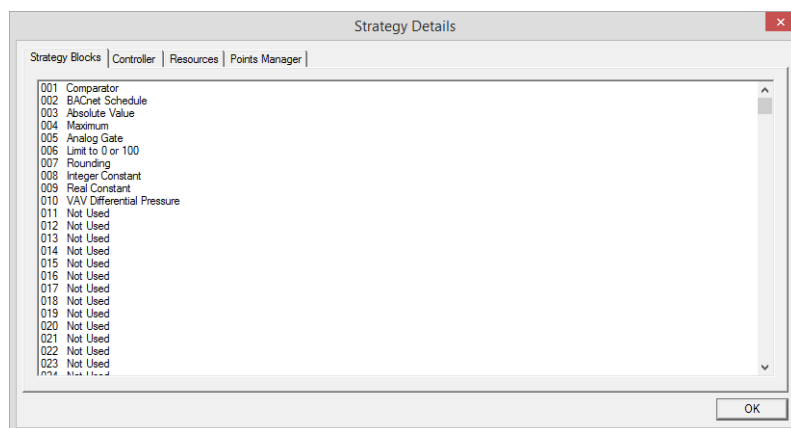 Strategy Details
Strategy Blocks Controller Resources Points Manager
001 Comparator
002 BACnet Schedule
003 Absolute Value
004 Maximum
005 Analog Gate
006 Limit to 0 or 100
007 Rounding
008 Integer Constant
009 Real Constant
010 VAV Differential Pressure
011 Not Used
012 Not Used
013 Not Used
014 Not Used
015 Not Used
016 Not Used
017 Not Used
018 Not Used
019 Not Used
020 Not Used
021 Not Used
022 Not Used
023 Not Used
024 Not Used
OK